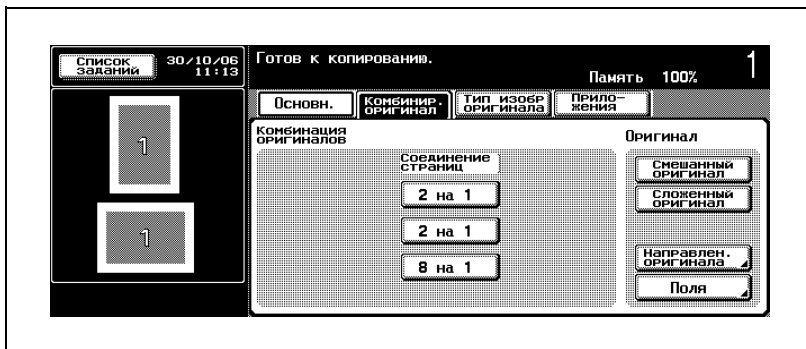 Список
заданий
30/10/06
11:13
Готов к копированию.
Память 100%
1
Основн.
Комбинир.
оригинал
Тип изобр
оригинала
Прило-
жения
1
1
Комбинация
оригиналов
Соединение
страниц
2 на 1
2 на 1
8 на 1
Оригинал
Смешанный
оригинал
Сложенный
оригинал
Направлен.
оригинала
Поля